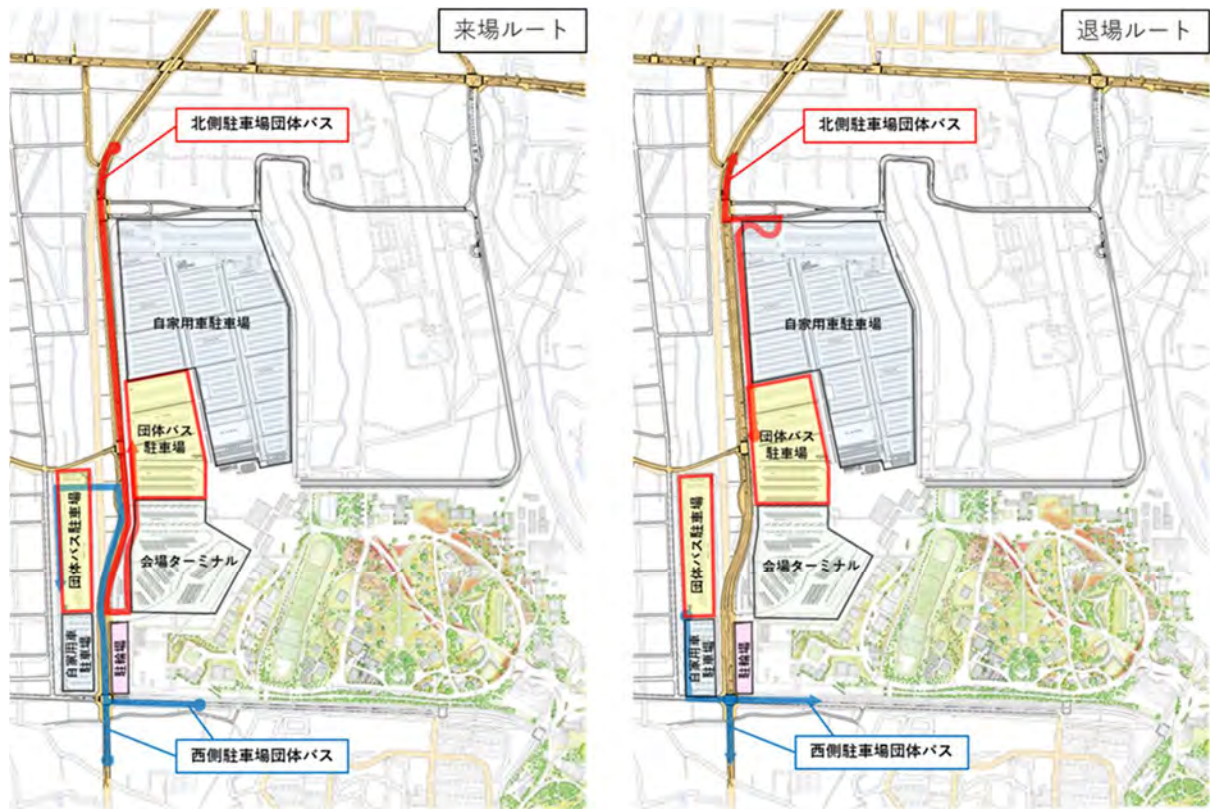 来場ルート
北側駐車場団体バス
自家用車駐車場
団体バス
駐車場
団体バス駐車場
会場ターミナル
自家用車
駐車場
駐輪場
西側駐車場団体バス
退場ルート
北側駐車場団体バス
自家用車駐車場
団体バス
駐車場
団体バス駐車場
会場ターミナル
自家用車
駐車場
駐輪場
西側駐車場団体バス